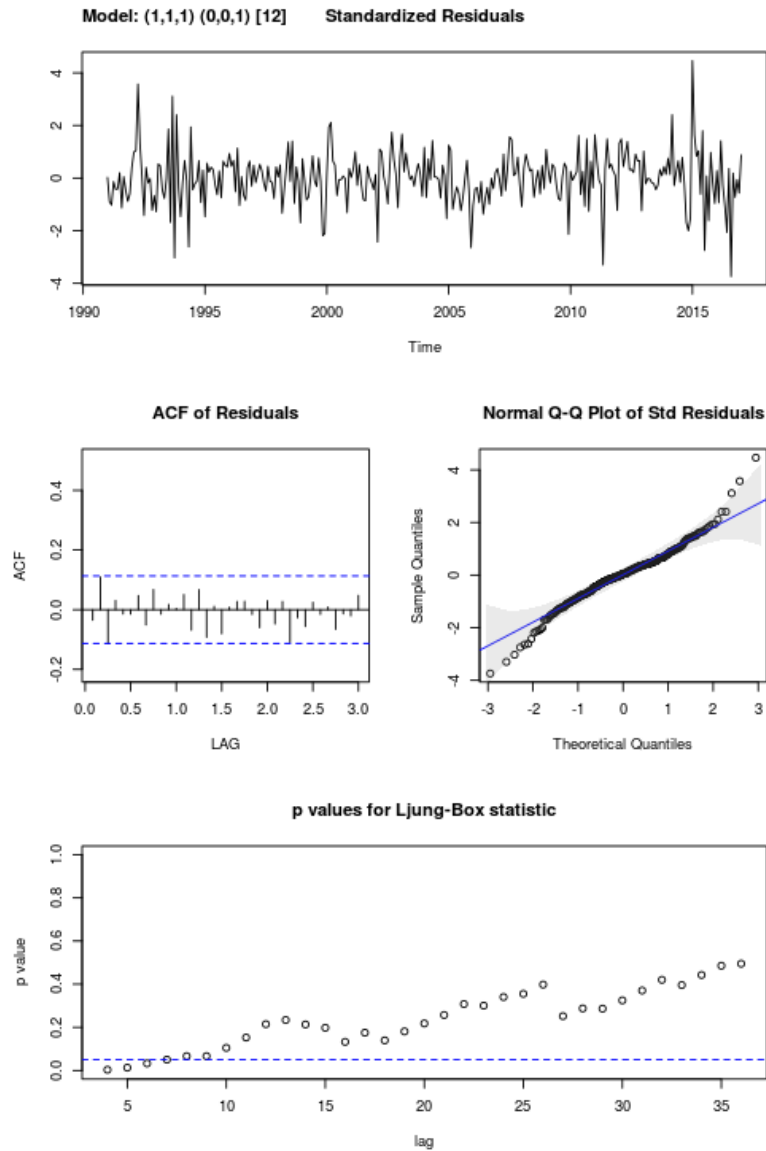 Model: (1,1,1) (0,0,1) [12] Standardized Residuals
4
2
0
-2
-4
1990 1995 2000 2005 2010 2015
Time
ACF of Residuals
ACF
0.4
0.2
0.0
-0.2
0.0 0.5 1.0 1.5 2.0 2.5 3.0
LAG
Normal Q-Q Plot of Std Residuals
Sample Quantiles
4
2
0
-2
-4
-3 -2 -1 0 1 2 3
Theoretical Quantiles
p values for Ljung-Box statistic
p value
1.0
0.8
0.6
0.4
0.2
0.0
5 10 15 20 25 30 35
lag